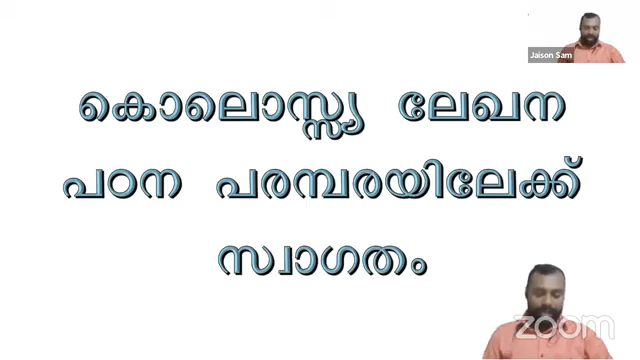 Jaison Sam
കൊലൊസ്സ്യ ലേഖന
പഠന പരമ്പരയിലേക്ക്
സ്വാഗതം
zoom